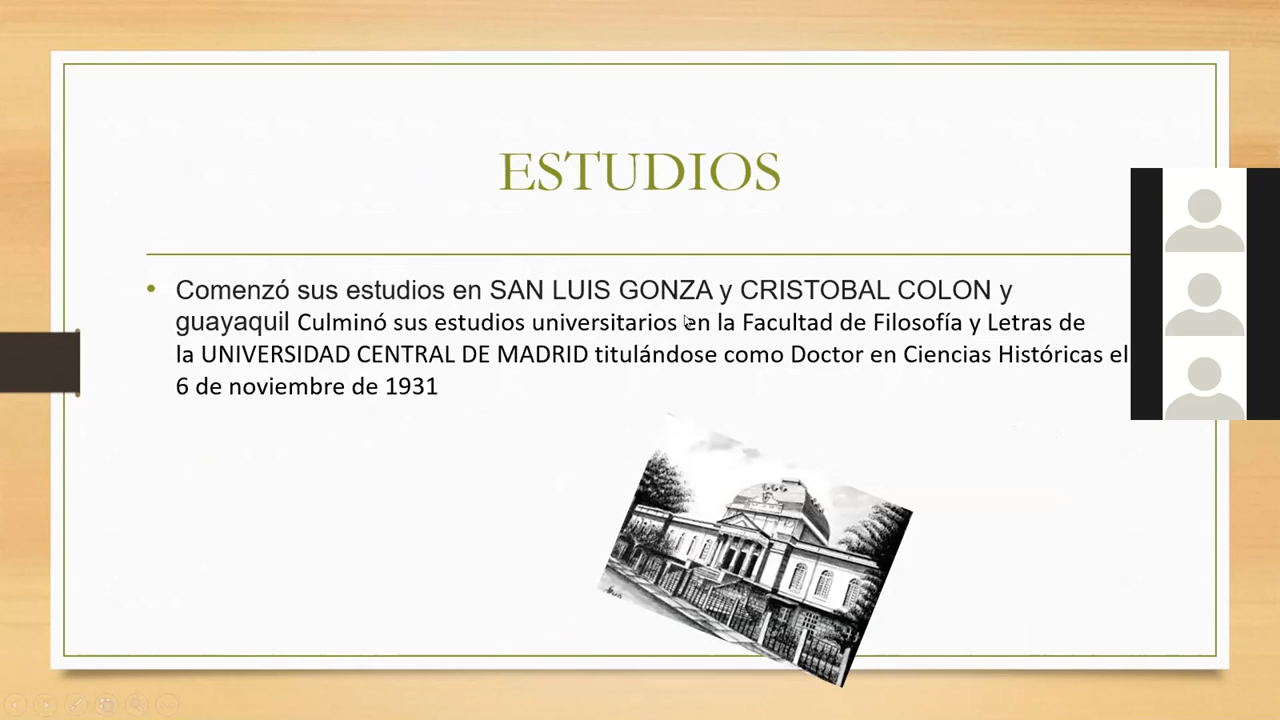 ESTUDIOS
• Comenzó sus estudios en SAN LUIS GONZA y CRISTOBAL COLON y
guayaquil Culminó sus estudios universitarios en la Facultad de Filosofía y Letras de
la UNIVERSIDAD CENTRAL DE MADRID titulándose como Doctor en Ciencias Históricas el
6 de noviembre de 1931